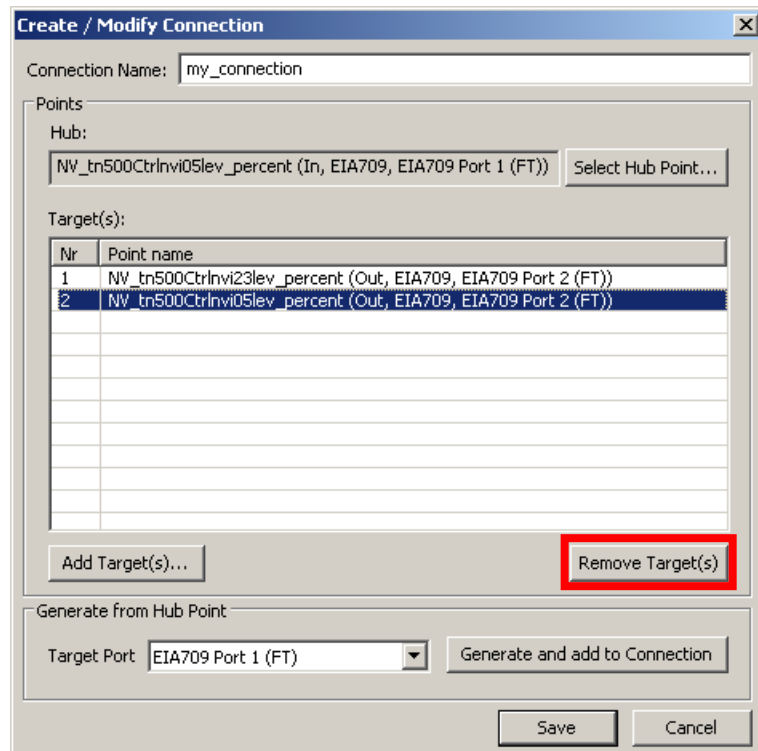 Create / Modify Connection
Connection Name: my_connection
Points
Hub:
NV_tn500Ctrlnvi05lev_percent (In, EIA709, EIA709 Port 1 (FT)) Select Hub Point...
Target(s):
Nr Point name
1 NV_tn500Ctrlnvi23lev_percent (Out, EIA709, EIA709 Port 2 (FT))
2 NV_tn500Ctrlnvi05lev_percent (Out, EIA709, EIA709 Port 2 (FT))
Add Target(s)... Remove Target(s)
Generate from Hub Point
Target Port EIA709 Port 1 (FT) Generate and add to Connection
Save Cancel